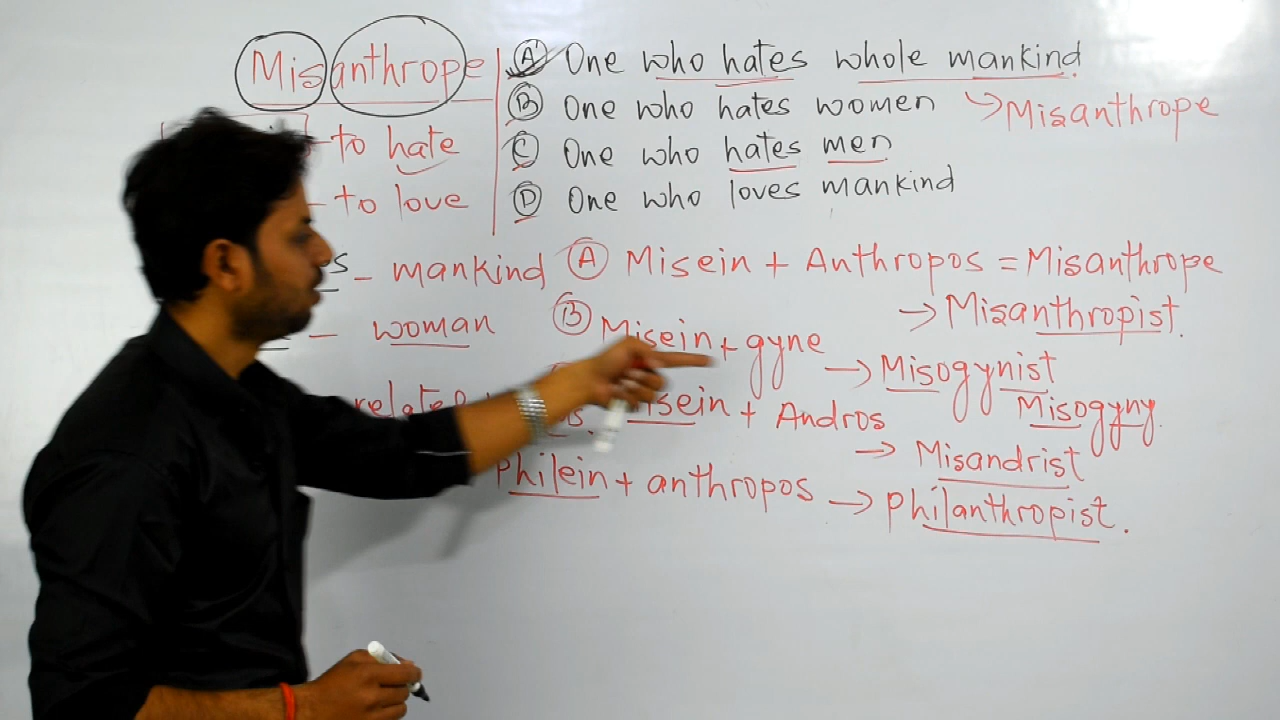 Misanthrope
to hate
to love
mankind
woman
related
(A) One who hates whole mankind
→ Misanthrope
(B) One who hates women
(C) One who hates men
(D) One who loves mankind
(A) Misein + Anthropos = Misanthrope
→ Misanthropist.
(B) Misein + gyne → Misogynist
Misogyny.
+ Andros
→ Misandrist
Philein + anthropos → philanthropist.